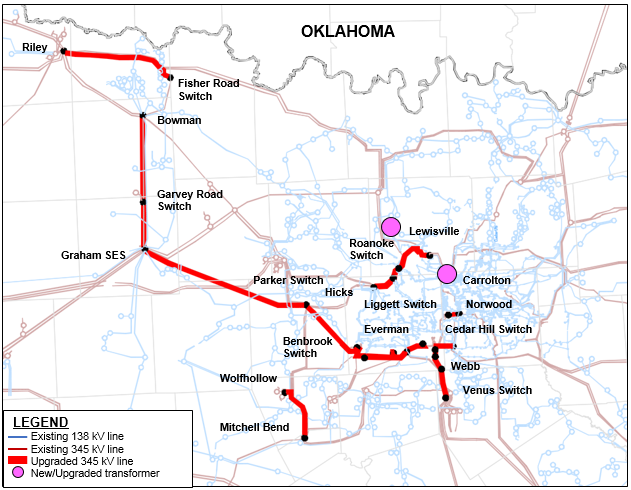 OKLAHOMA
Riley
Fisher Road
Switch
Bowman
Garvey Road
Switch
Graham SES
Lewisville
Roanoke
Switch
Parker Switch
Hicks
Carrolton
Liggett Switch
Norwood
Everman
Cedar Hill Switch
Benbrook
Switch
Webb
Wolfhollow
Venus Switch
Mitchell Bend
LEGEND
Existing 138 kV line
Existing 345 kV line
Upgraded 345 kV line
New/Upgraded transformer